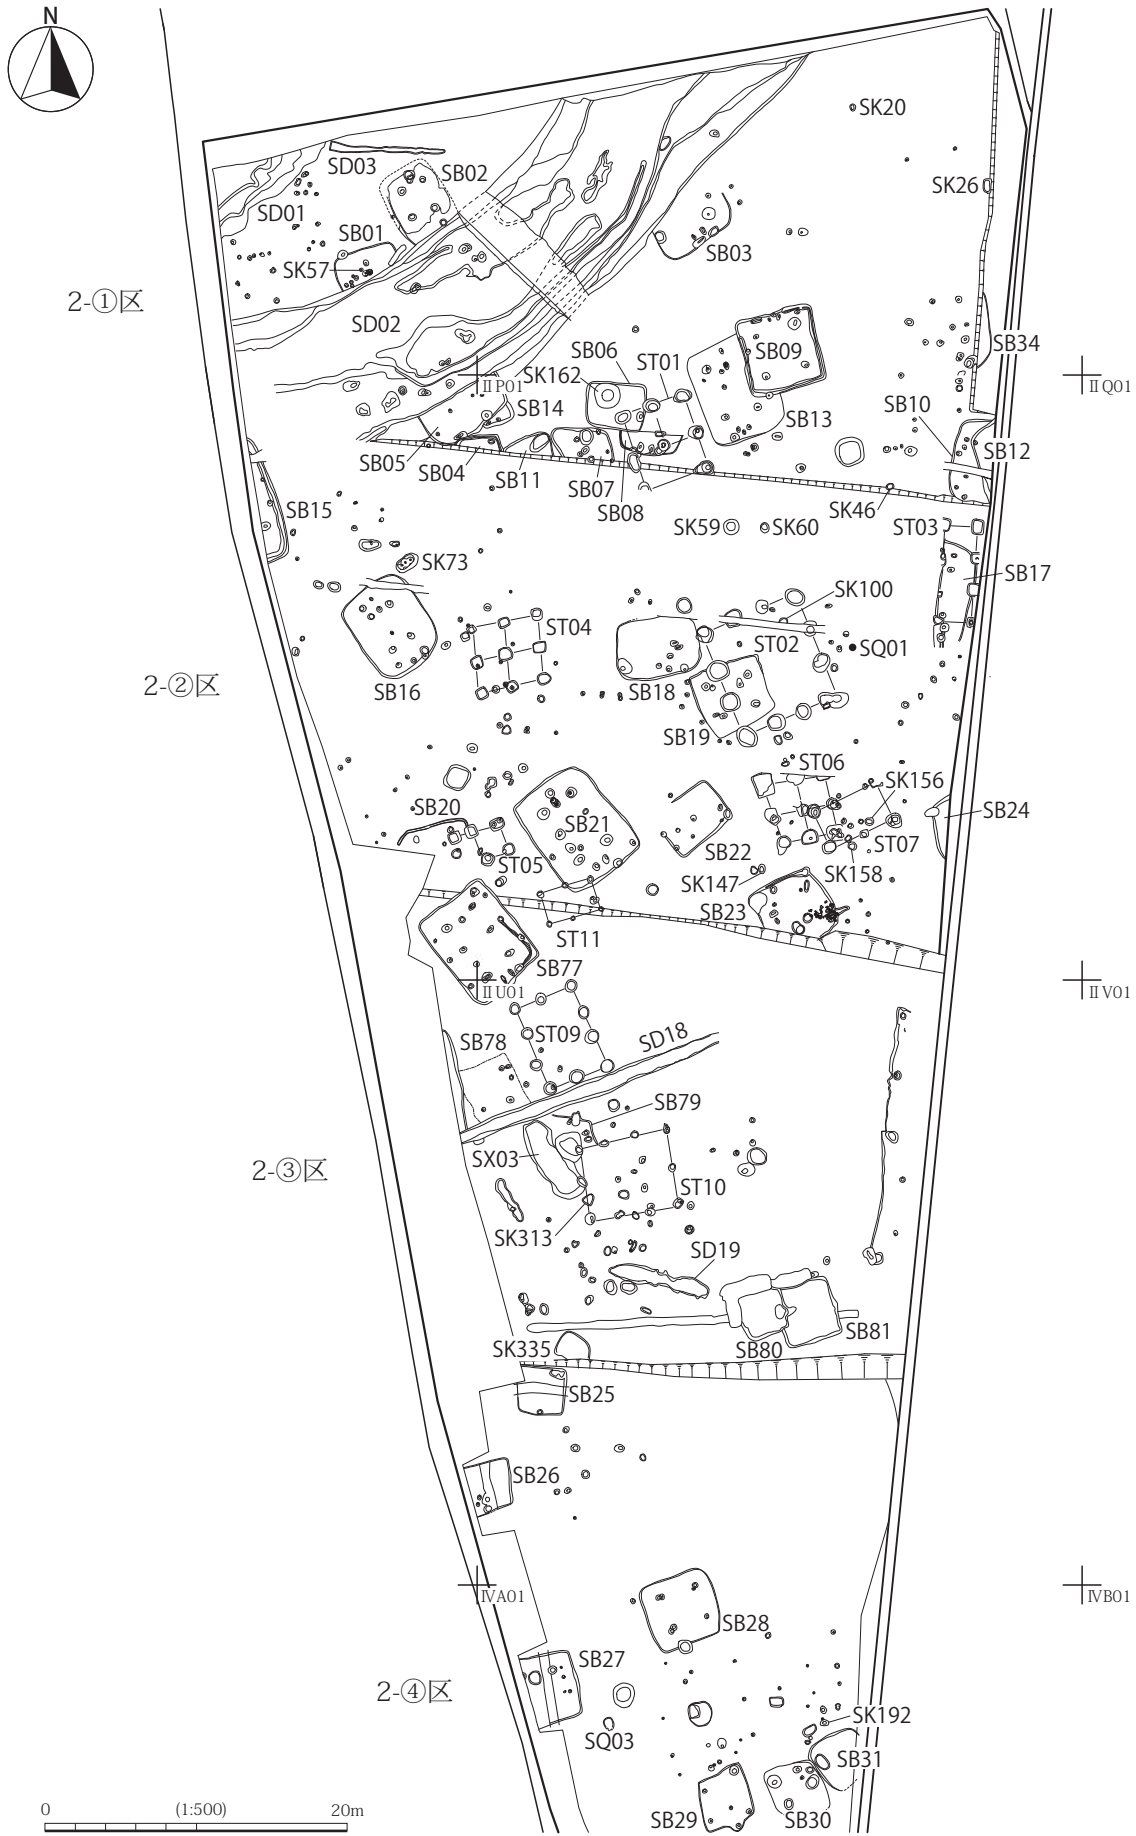 N
SK20
SD03
SB02
SK26
SD01
SB01
SB03
SK57
2-①区
SD02
SB34
SB06
ST01
SB09
SK162
ⅡP01
ⅡQ01
SB14
SB10
SB13
SB12
SB05
SB04
SB11
SB07
SB08
SK46
SB15
SK59
SK60
ST03
SK73
SB17
SK100
ST04
ST02
SQ01
2-②区
SB16
SB18
SB19
ST06
SK156
SB20
SB21
SB24
SB22
ST07
ST05
SK147
SK158
SB23
ST11
SB77
ⅡU01
ⅡV01
ST09
SB78
SD18
SB79
SX03
2-③区
ST10
SK313
SD19
SB81
SB80
SK335
SB25
SB26
ⅣA01
ⅣB01
SB28
SB27
2-④区
SK192
SQ03
SB31
SB29
SB30
0 (1:500) 20m